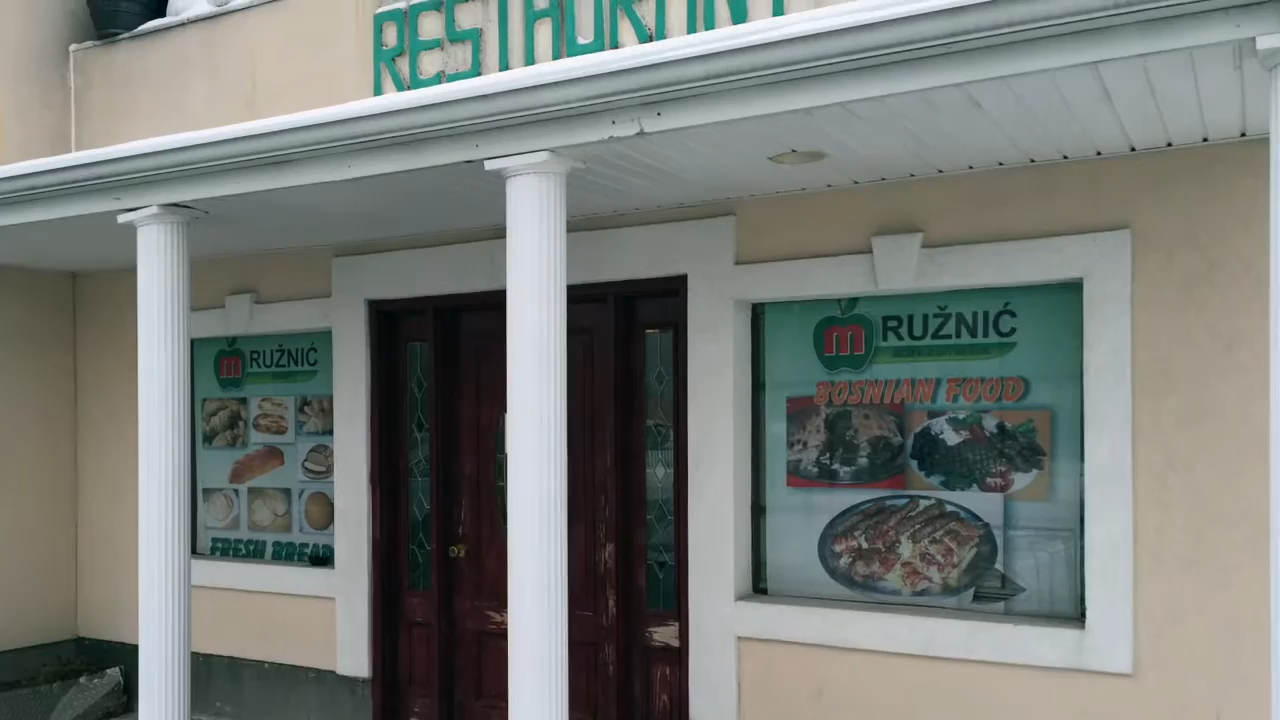 RESTAURANT
m RUŽNIĆ
FRESH BREAD
m RUŽNIĆ
BOSNIAN FOOD